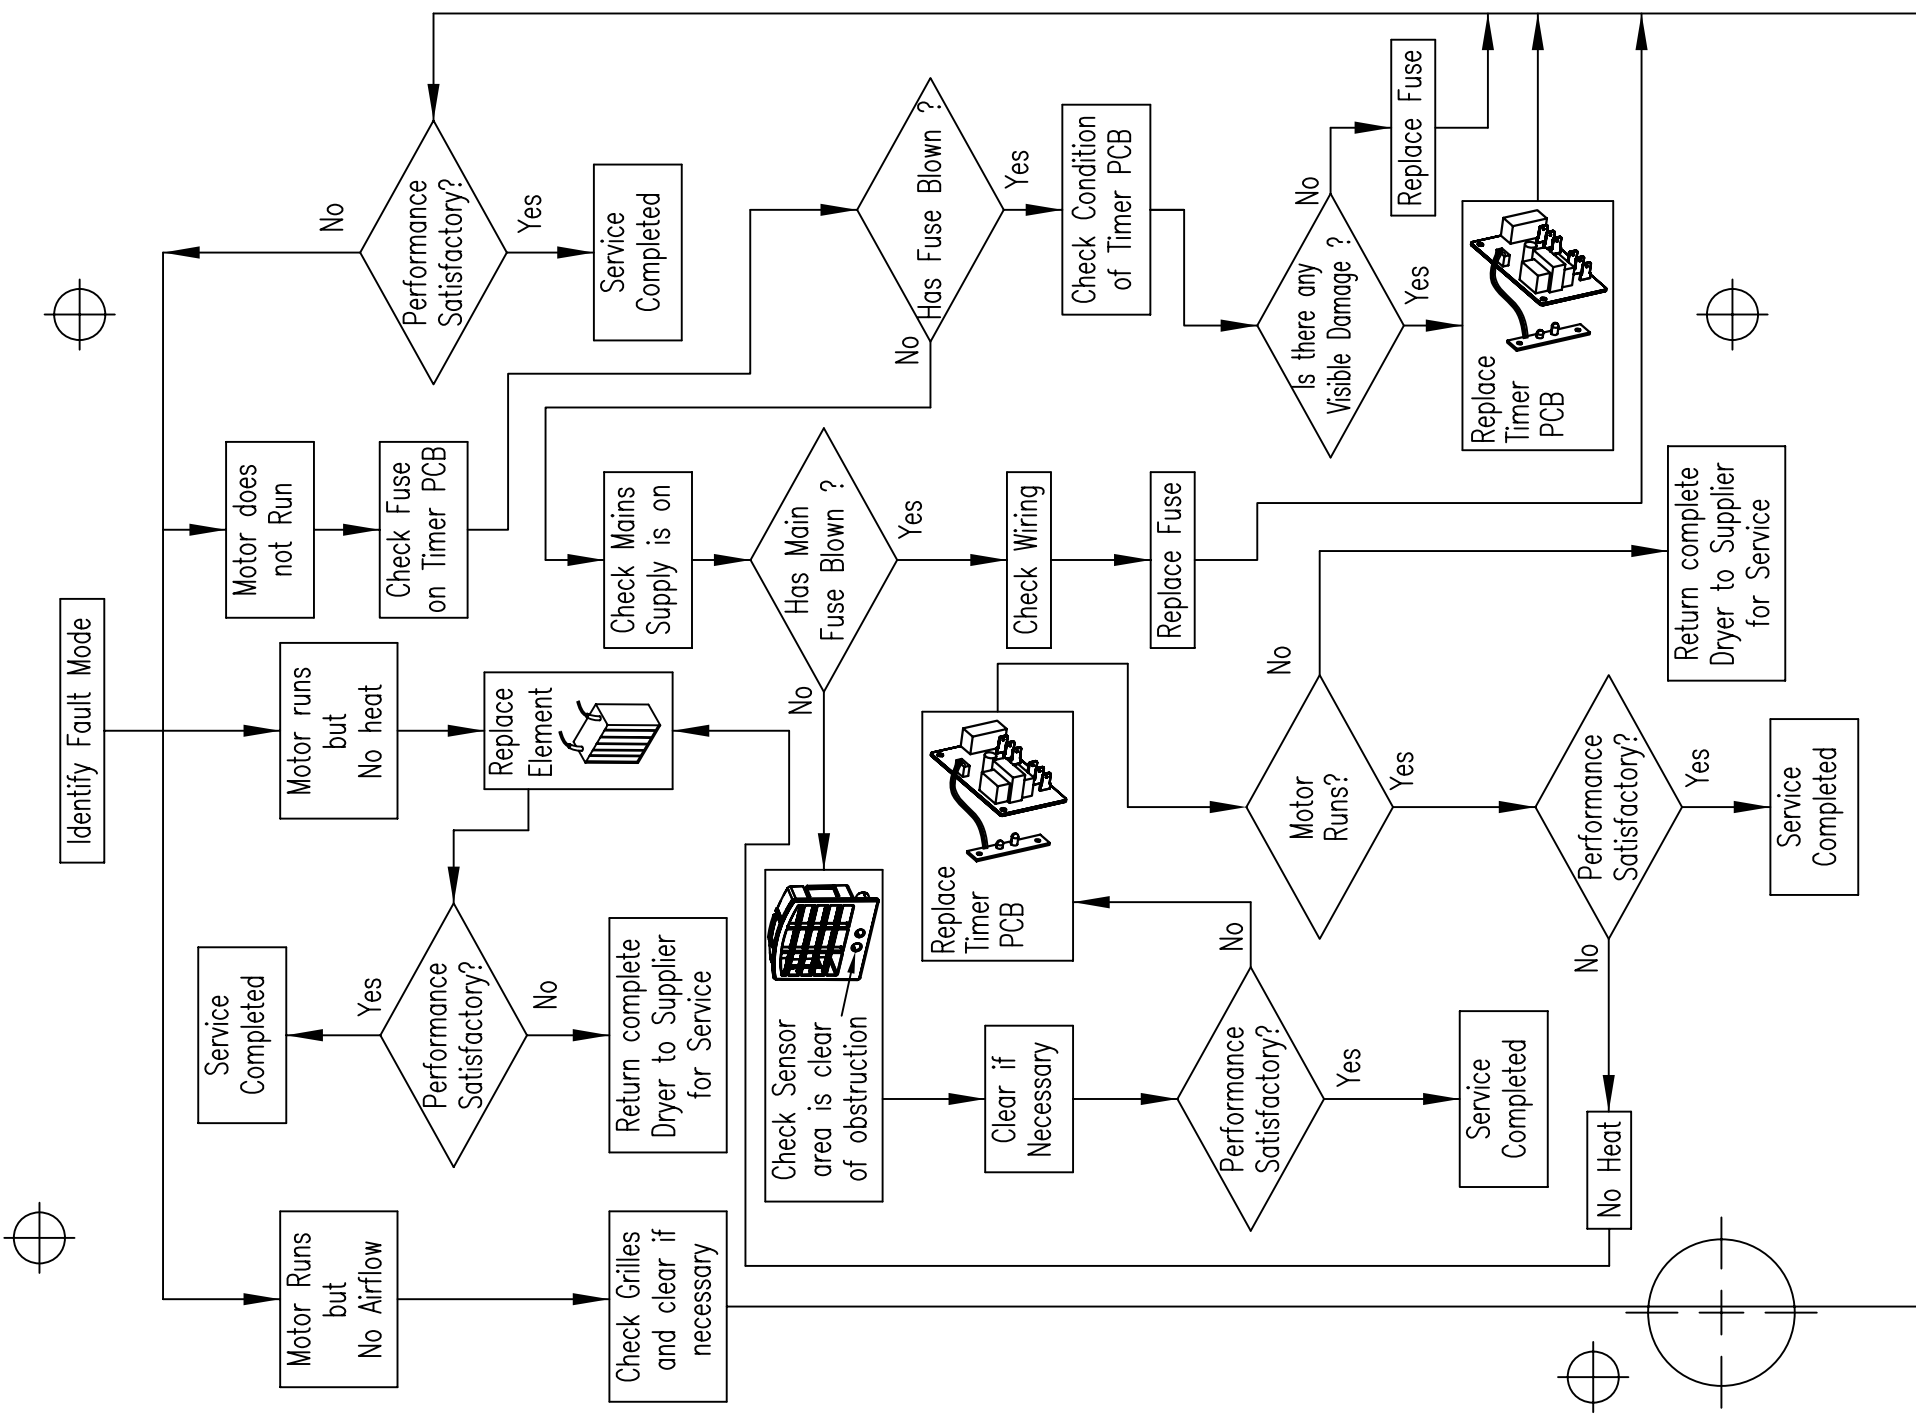 Identify Fault Mode
Motor Runs
but
No Airflow
Check Grilles
and clear if
necessary
Motor runs
but
No heat
Replace
Element
Performance
Satisfactory?
Yes
Service
Completed
No
Return complete
Dryer to Supplier
for Service
Motor does
not Run
Check Fuse
on Timer PCB
Has Fuse Blown ?
No
Yes
Check Mains
Supply is on
Has Main
Fuse Blown ?
No
Yes
Check Wiring
Replace Fuse
Check Sensor
area is clear
of obstruction
Clear if
Necessary
Performance
Satisfactory?
No
Yes
Service
Completed
Replace
Timer
PCB
Motor
Runs?
No
Return complete
Dryer to Supplier
for Service
Yes
Performance
Satisfactory?
Yes
Service
Completed
No
No Heat
Check Condition
of Timer PCB
Is there any
Visible Damage ?
No
Replace Fuse
Yes
Replace
Timer
PCB
Performance
Satisfactory?
No
Yes
Service
Completed